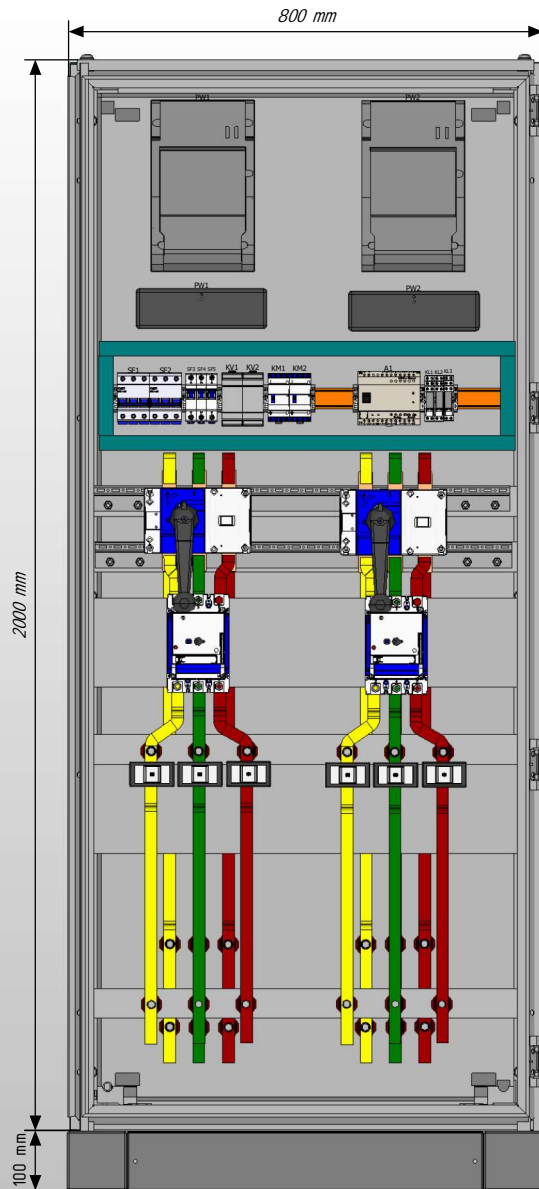 800 mm
PW1
PW2
PW1
PW2
SF1 SF2 SF3 SF4 SF5 KV1 KV2 KM1 KM2 A1 KL1 KL2 KL3
2000 mm
100 mm